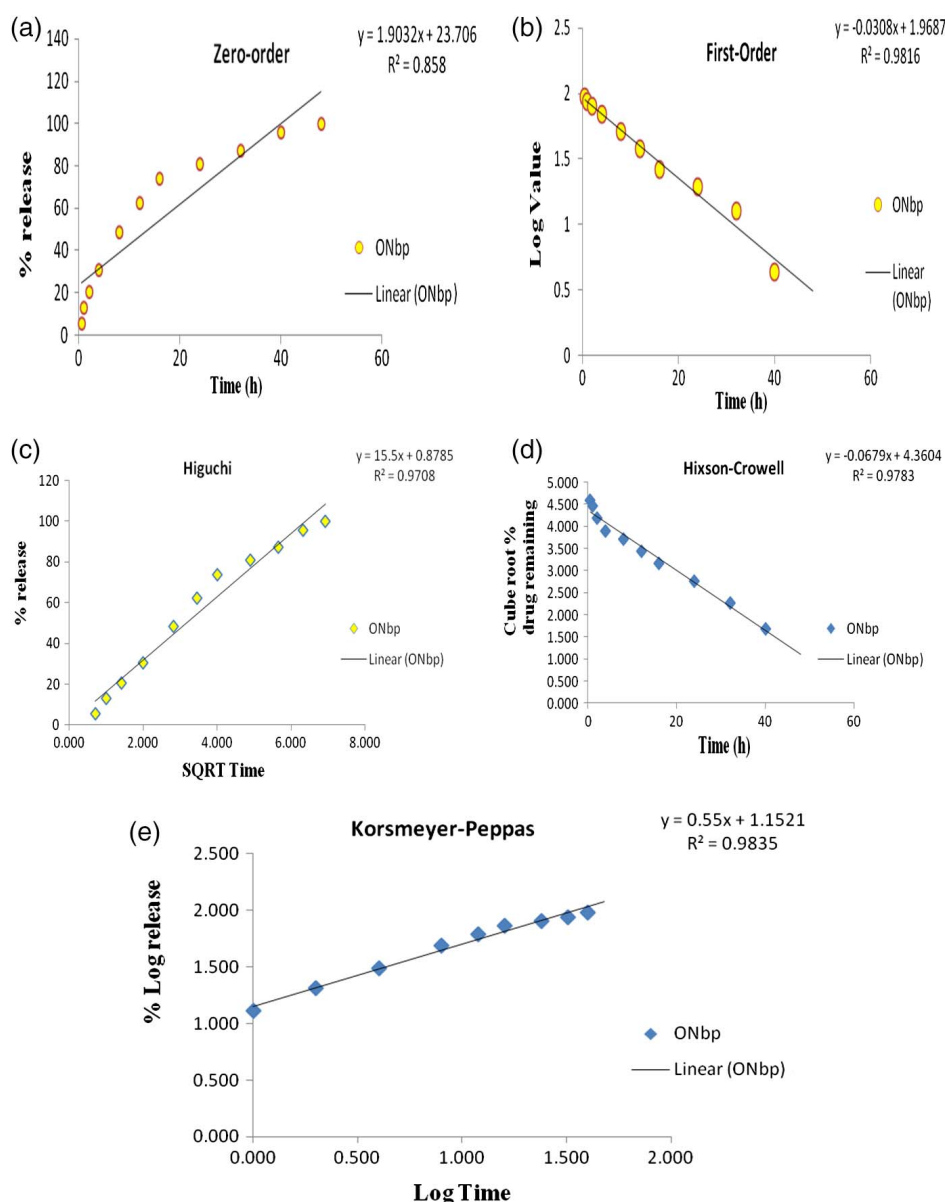 (a)
Zero-order
y = 1.9032x + 23.706
R² = 0.858
% release
140
120
100
80
60
40
20
0
0 20 40 60
Time (h)
ONbp
Linear (ONbp)
(b)
First-Order
y = -0.0308x + 1.9687
R² = 0.9816
Log Value
2.5
2
1.5
1
0.5
0
0 20 40 60
Time (h)
ONbp
Linear
(ONbp)
(c)
Higuchi
y = 15.5x + 0.8785
R² = 0.9708
% release
120
100
80
60
40
20
0
0.000 2.000 4.000 6.000 8.000
SQRT Time
ONbp
Linear (ONbp)
(d)
Hixson-Crowell
y = -0.0679x + 4.3604
R² = 0.9783
Cube root %
drug remaining
5.000
4.500
4.000
3.500
3.000
2.500
2.000
1.500
1.000
0.500
0.000
0 20 40 60
Time (h)
ONbp
Linear (ONbp)
(e)
Korsmeyer-Peppas
y = 0.55x + 1.1521
R² = 0.9835
% Log release
2.500
2.000
1.500
1.000
0.500
0.000
0.000 0.500 1.000 1.500 2.000
Log Time
ONbp
Linear (ONbp)